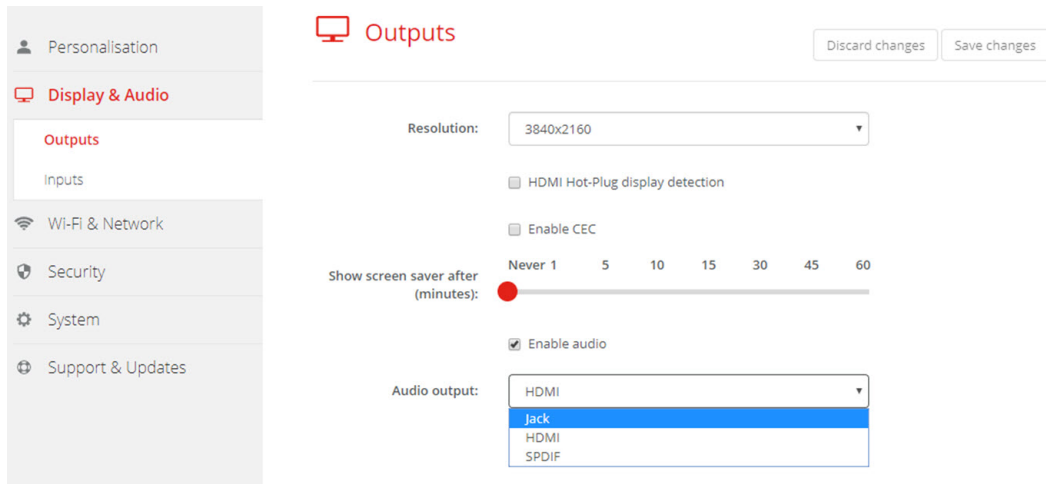 Personalisation
Display & Audio
Outputs
Inputs
Wi-Fi & Network
Security
System
Support & Updates
Outputs
Discard changes
Save changes
Resolution:
3840x2160
HDMI Hot-Plug display detection
Enable CEC
Show screen saver after
(minutes):
Never 1 5 10 15 30 45 60
Enable audio
Audio output:
HDMI
Jack
HDMI
SPDIF